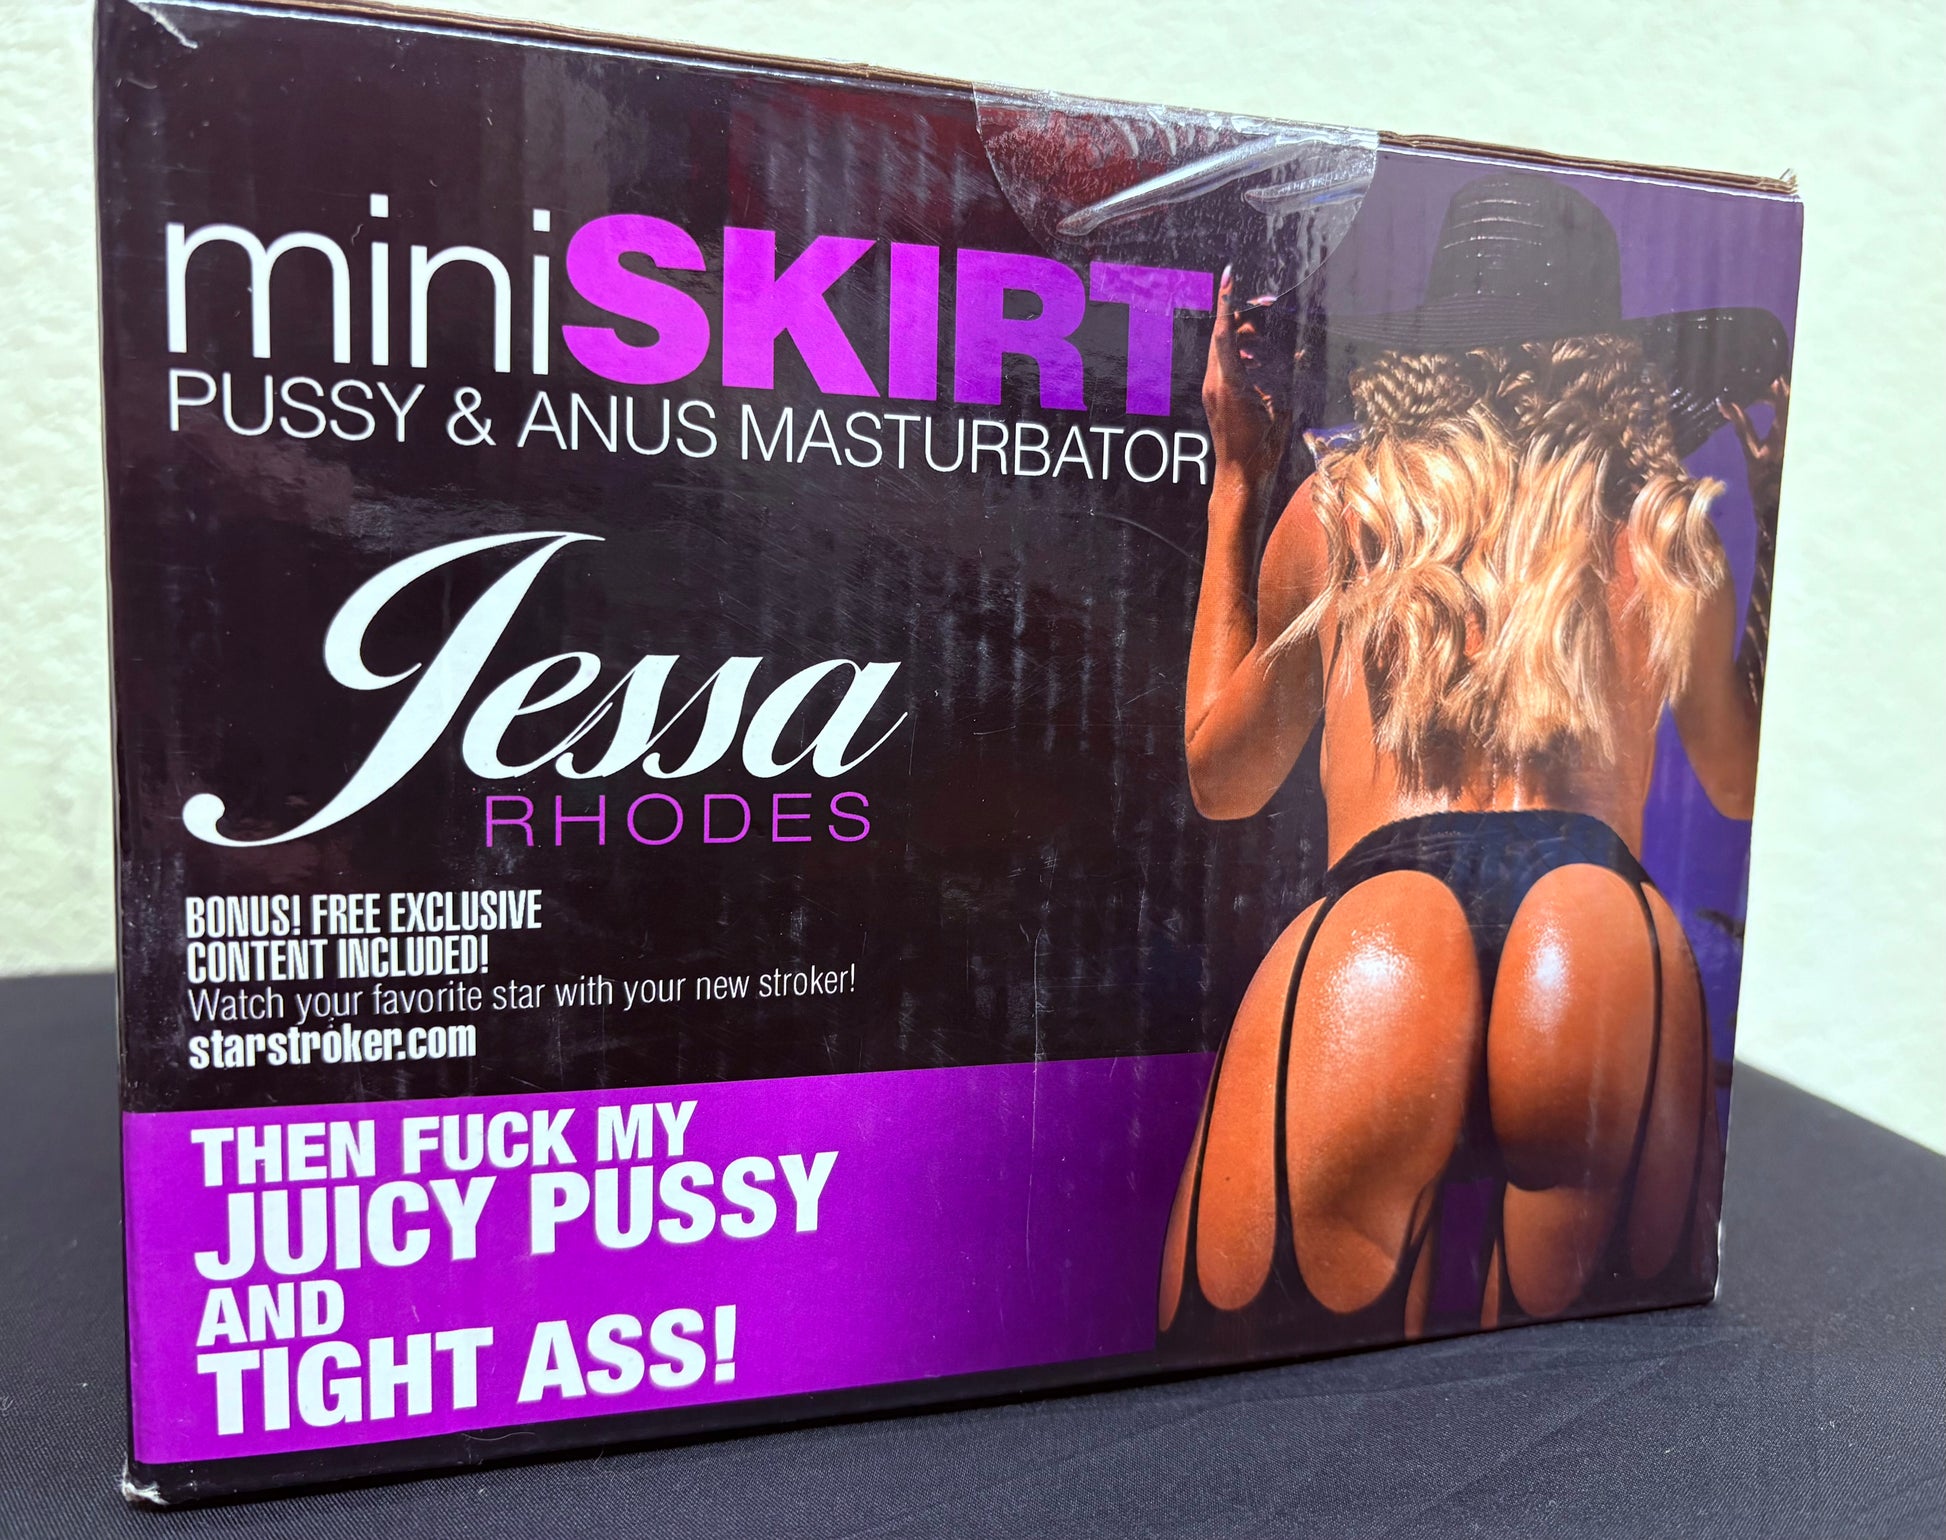 miniSKIRT
PUSSY & ANUS MASTURBATOR
Jessa
RHODES
BONUS! FREE EXCLUSIVE
CONTENT INCLUDED!
Watch your favorite star with your new stroker!
starstroker.com
THEN FUCK MY
JUICY PUSSY
AND
TIGHT ASS!